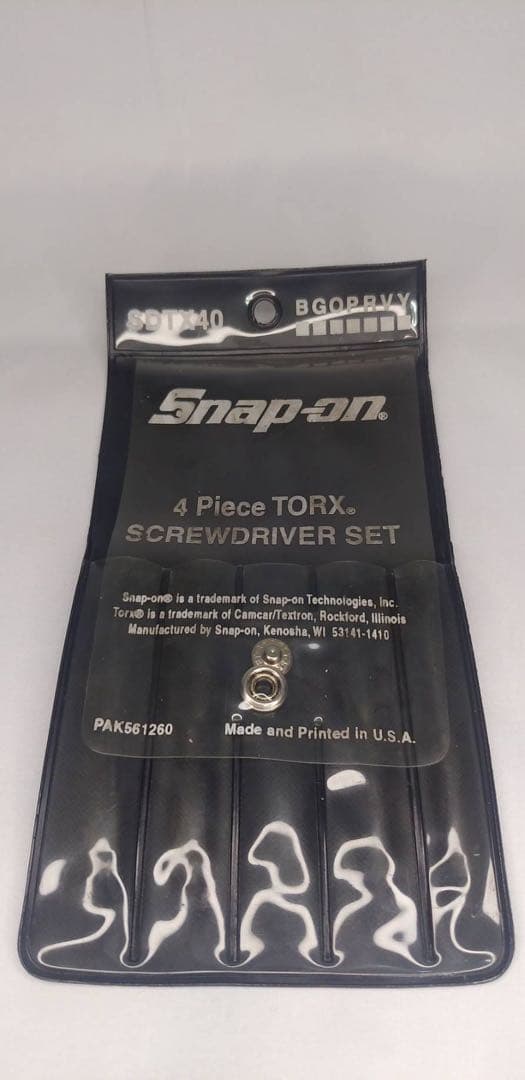 SDTX40
BGOPRVY
Snap-on®
4 Piece TORX®
SCREWDRIVER SET
Snap-on® is a trademark of Snap-on Technologies, Inc.
Torx® is a trademark of Camcar/Textron, Rockford, Illinois
Manufactured by Snap-on, Kenosha, WI 53141-1410
PAK561260
Made and Printed in U.S.A.